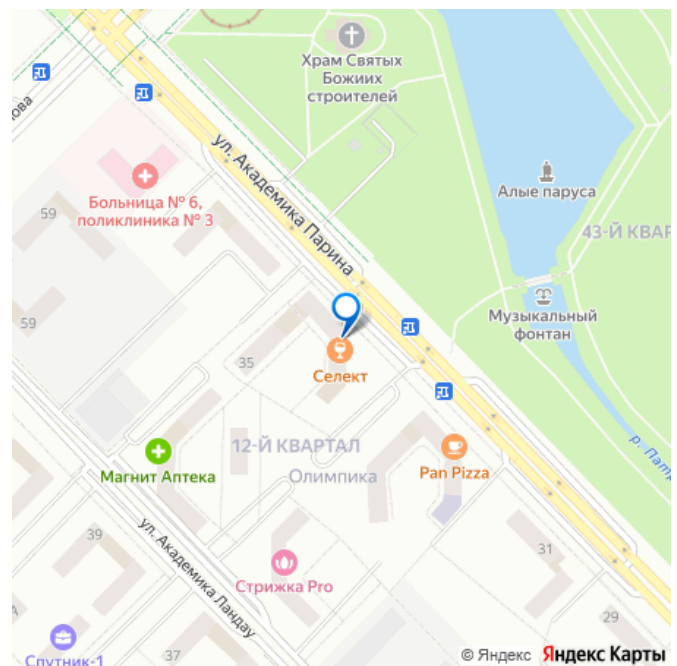 Храм Святых
Божиих
строителей
ул. Академика Парина
Больница № 6,
поликлиника № 3
59
Алые паруса
43-Й КВАР
Музыкальный
фонтан
59
35
Селект
12-Й КВАРТАЛ
Олимпика
Магнит Аптека
Pan Pizza
р. Патр
39
ул. Академика Ландау
Стрижка Pro
31
29
Спутник-1
37
© Яндекс Яндекс Карты